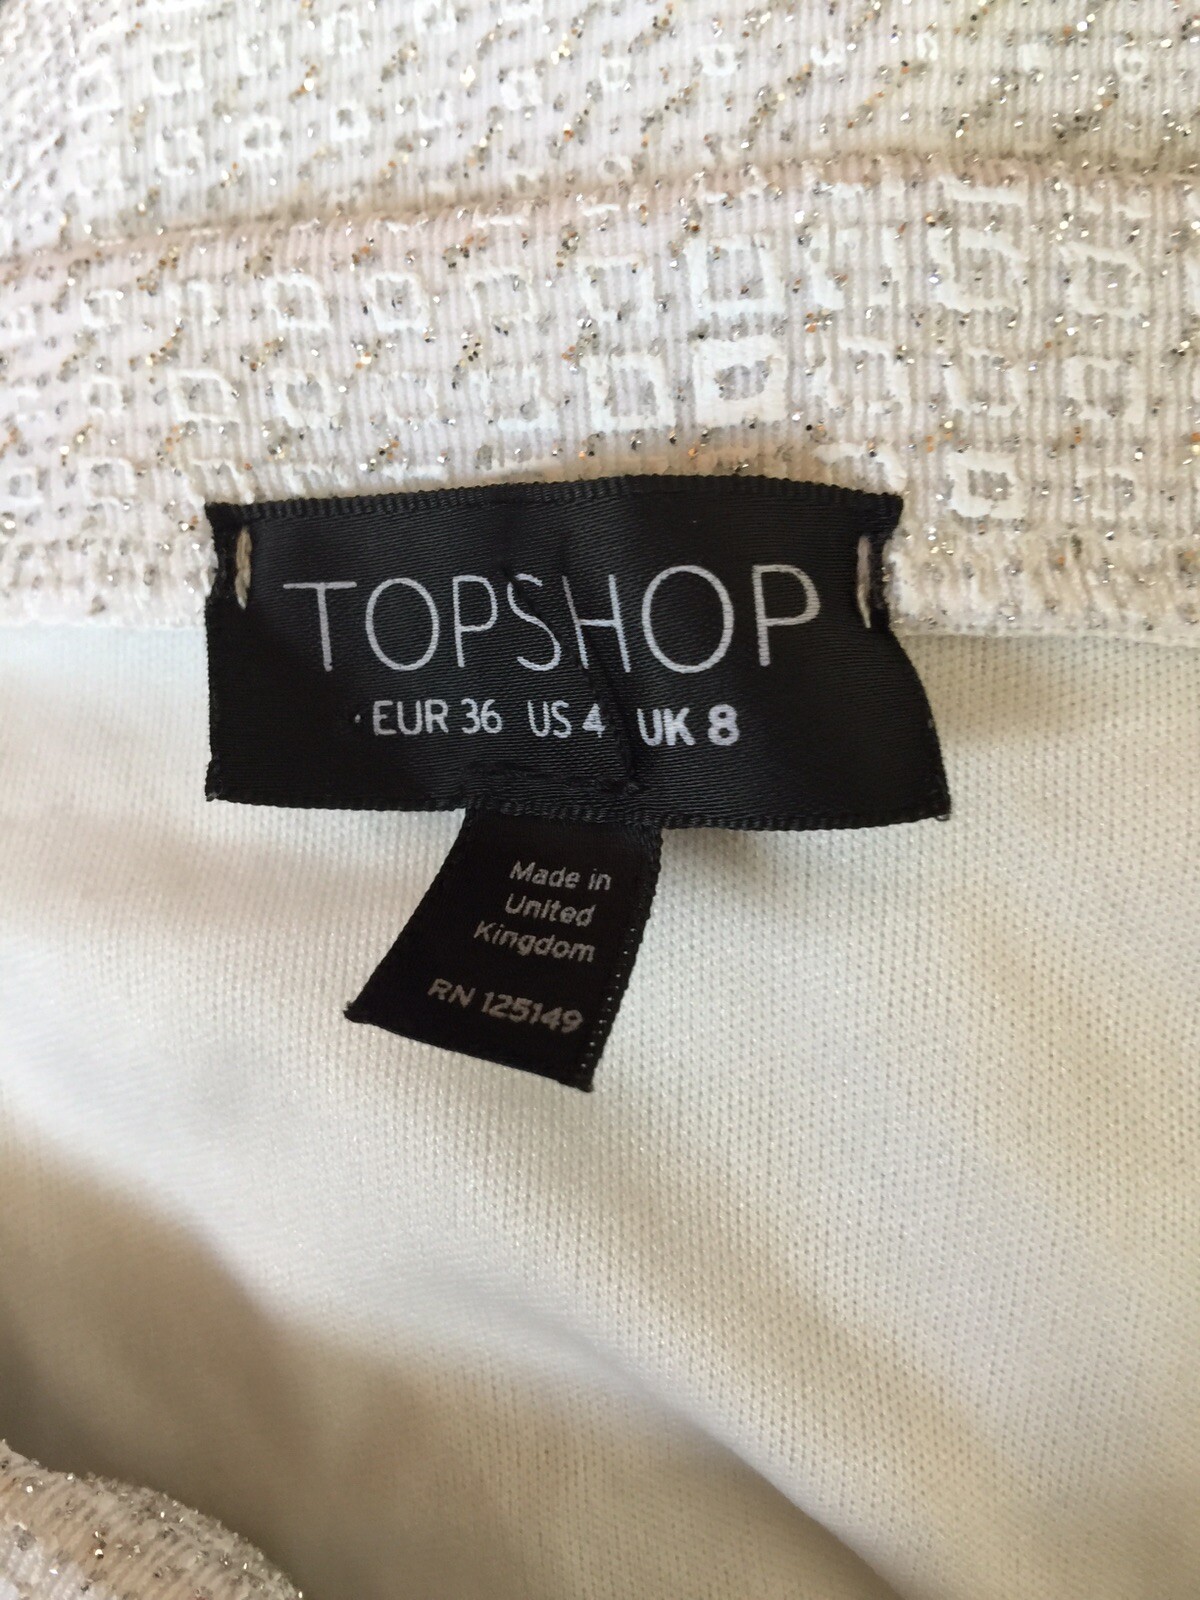 TOPSHOP
EUR 36 US 4 UK 8
Made in
United
Kingdom
RN 125149